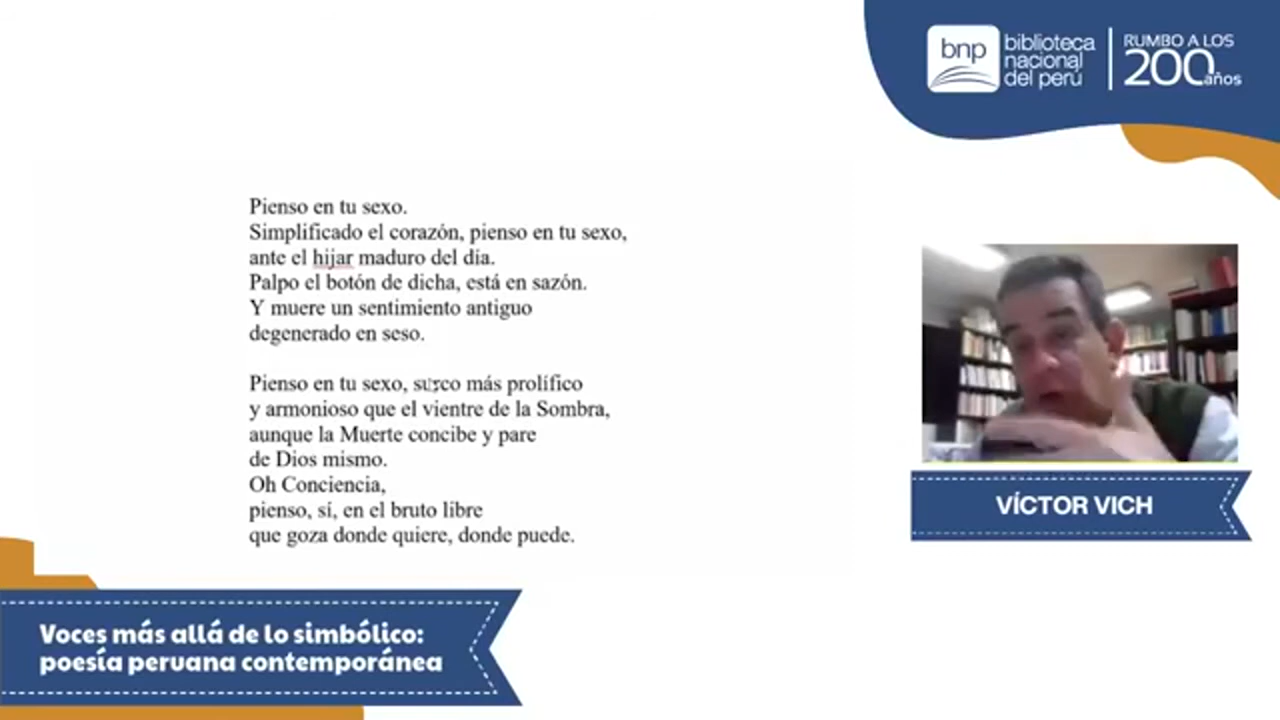 bnp
biblioteca
nacional
del perú
RUMBO A LOS
200 años
Pienso en tu sexo.
Simplificado el corazón, pienso en tu sexo,
ante el hijar maduro del día.
Palpo el botón de dicha, está en sazón.
Y muere un sentimiento antiguo
degenerado en seso.
Pienso en tu sexo, surco más prolífico
y armonioso que el vientre de la Sombra,
aunque la Muerte concibe y pare
de Dios mismo.
Oh Conciencia,
pienso, sí, en el bruto libre
que goza donde quiere, donde puede.
VÍCTOR VICH
Voces más allá de lo simbólico:
poesía peruana contemporánea